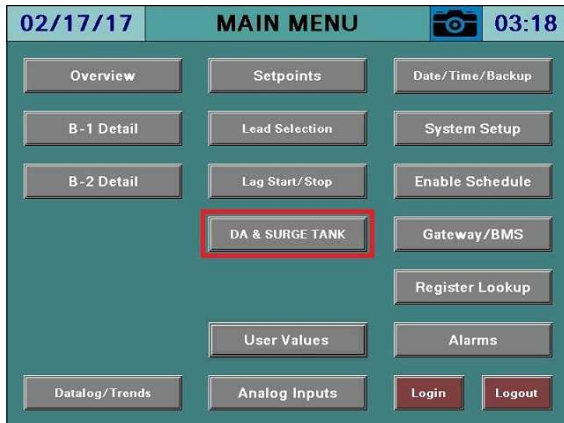 02/17/17 MAIN MENU 03:18
Overview Setpoints Date/Time/Backup
B-1 Detail Lead Selection System Setup
B-2 Detail Lag Start/Stop Enable Schedule
DA & SURGE TANK Gateway/BMS
Register Lookup
User Values Alarms
Datalog/Trends Analog Inputs Login Logout